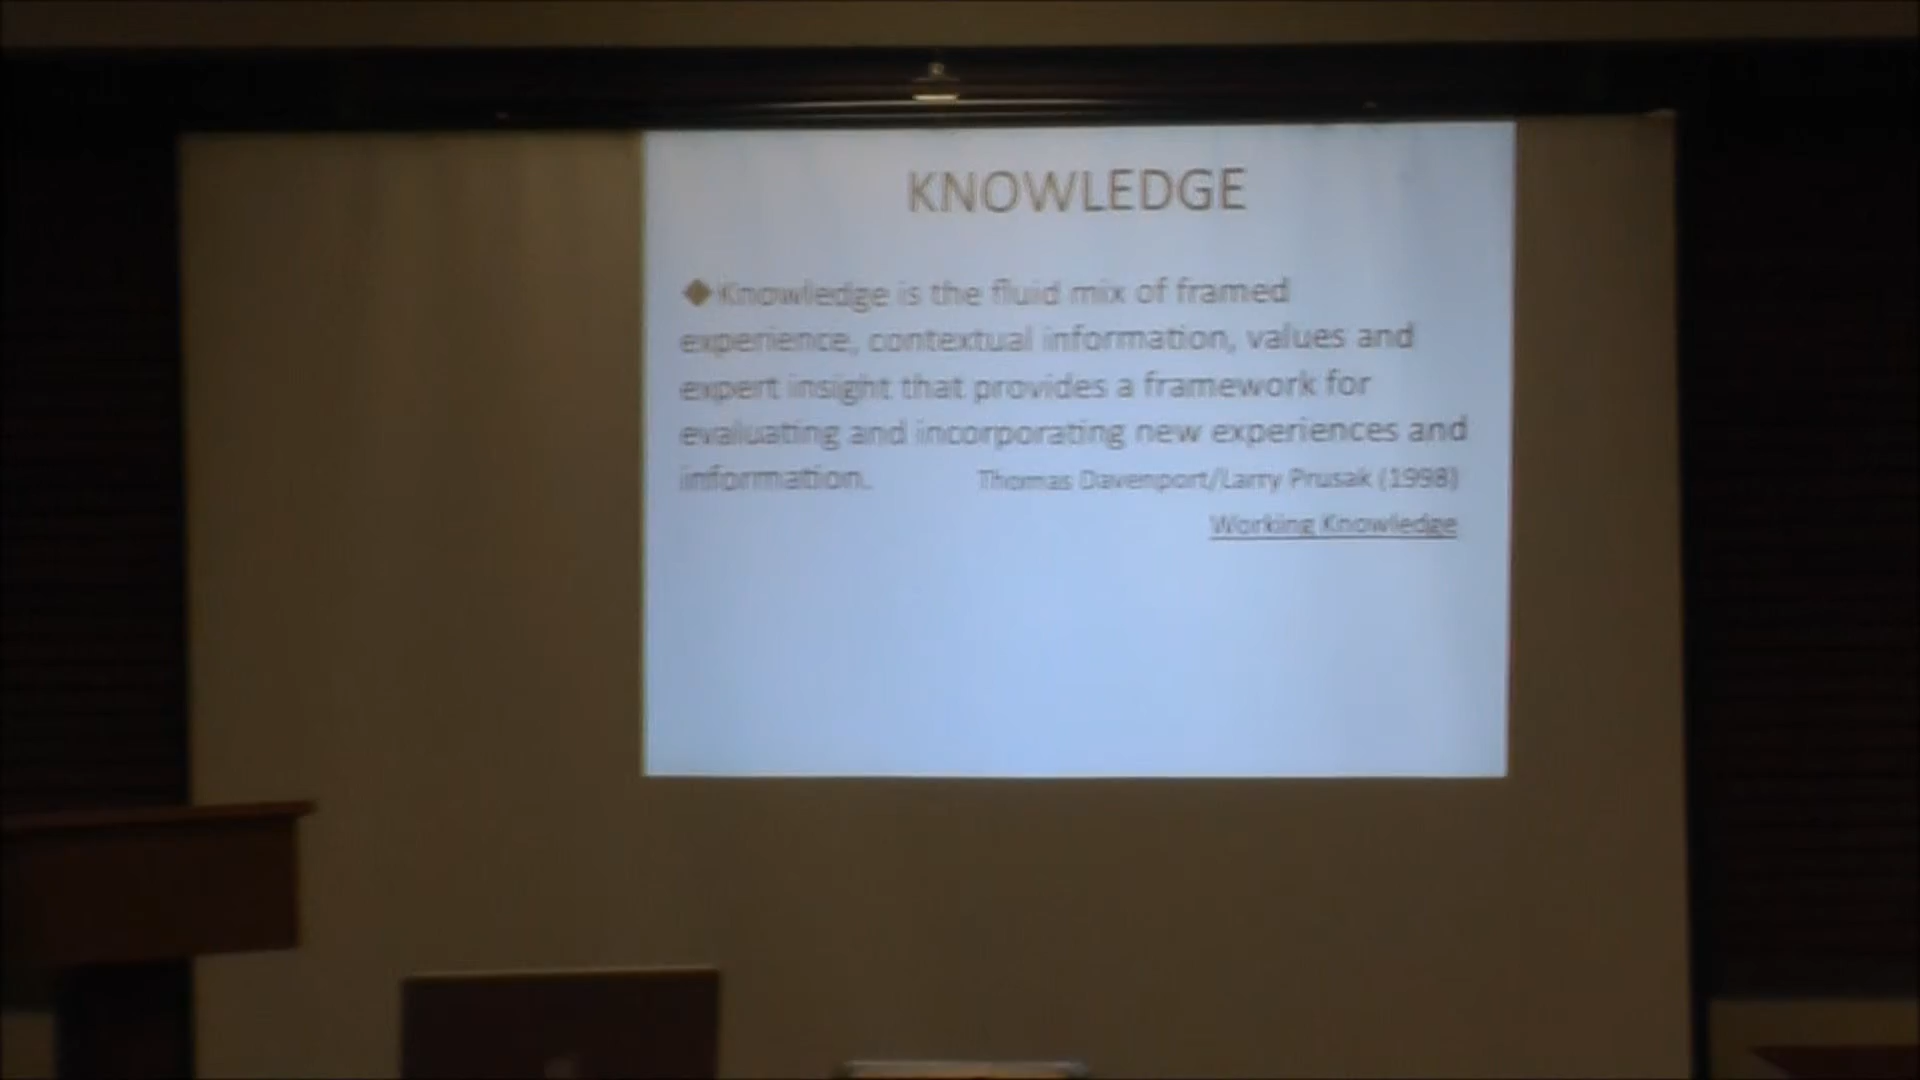 KNOWLEDGE
◆Knowledge is the fluid mix of framed
experience, contextual information, values and
expert insight that provides a framework for
evaluating and incorporating new experiences and
information. Thomas Davenport/Larry Prusak (1998)
Working Knowledge